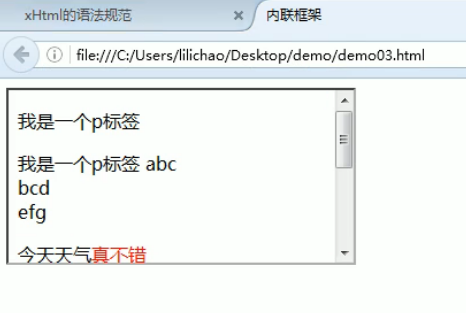 xHtml的语法规范
内联框架
file:///C:/Users/lilichao/Desktop/demo/demo03.html
我是一个p标签
我是一个p标签 abc
bcd
efg
今天天气真不错